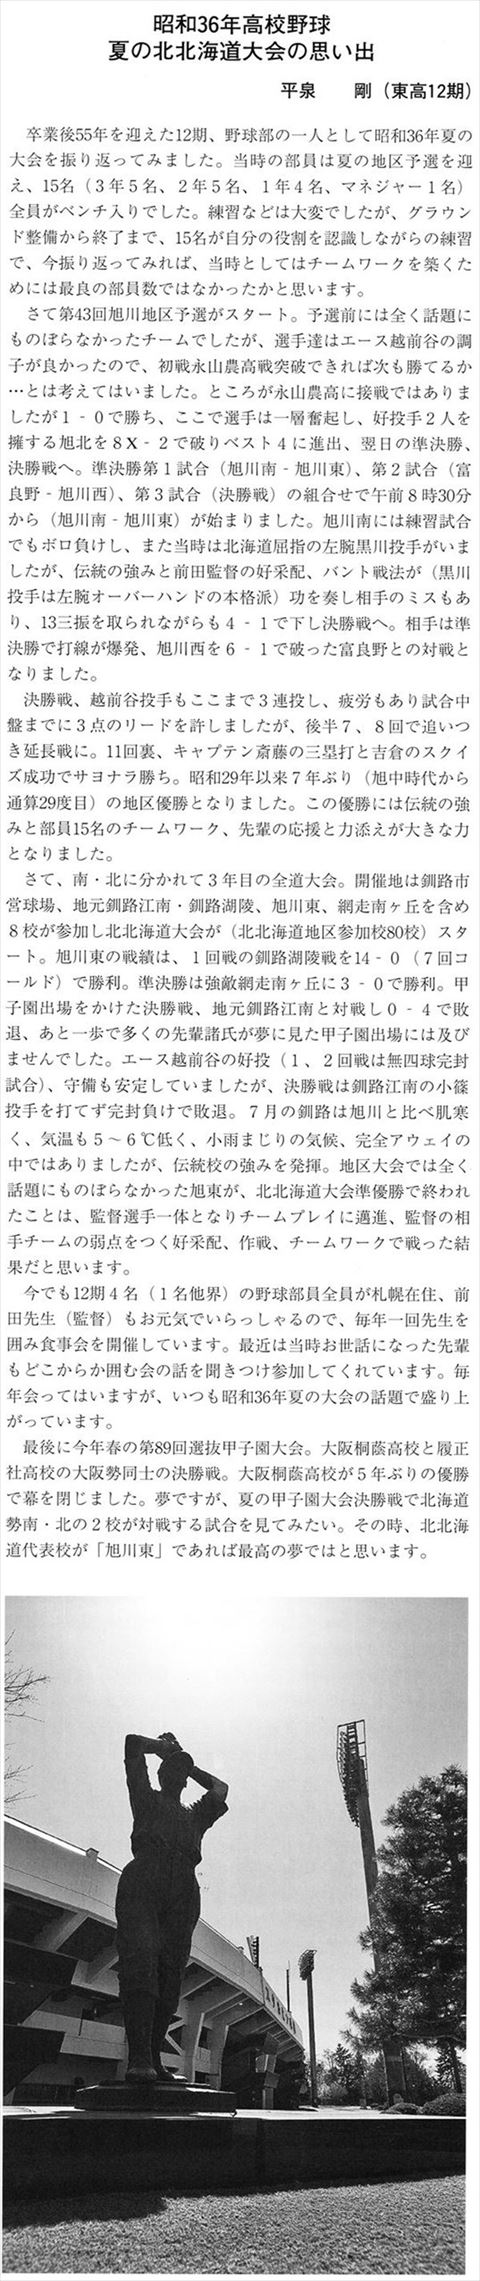 昭和36年高校野球
夏の北北海道大会の思い出
平泉　　剛（東高12期）
　卒業後55年を迎えた12期、野球部の一人として昭和36年夏の
大会を振り返ってみました。当時の部員は夏の地区予選を迎
え、15名（３年５名、２年５名、１年４名、マネジャー１名）
全員がベンチ入りでした。練習などは大変でしたが、グラウン
ド整備から終了まで、15名が自分の役割を認識しながらの練習
で、今振り返ってみれば、当時としてはチームワークを築くた
めには最良の部員数ではなかったかと思います。
　さて第43回旭川地区予選がスタート。予選前には全く話題に
ものぼらなかったチームでしたが、選手達はエース越前谷の調
子が良かったので、初戦永山農高戦突破できれば次も勝てるか
…とは考えてはいました。ところが永山農高に接戦ではありま
したが１‐０で勝ち、ここで選手は一層奮起し、好投手２人を
擁する旭北を８X‐２で破りベスト４に進出、翌日の準決勝、
決勝戦へ。準決勝第１試合（旭川南‐旭川東）、第２試合（富
良野‐旭川西）、第３試合（決勝戦）の組合せで午前８時30分
から（旭川南‐旭川東）が始まりました。旭川南には練習試合
でもボロ負けし、また当時は北海道屈指の左腕黒川投手がいま
したが、伝統の強みと前田監督の好采配、バント戦法が（黒川
投手は左腕オーバーハンドの本格派）功を奏し相手のミスもあ
り、13三振を取られながらも４‐１で下し決勝戦へ。相手は準
決勝で打線が爆発、旭川西を６‐１で破った富良野との対戦と
なりました。
　決勝戦、越前谷投手もここまで３連投し、疲労もあり試合中
盤までに３点のリードを許しましたが、後半７、８回で追いつ
き延長戦に。11回裏、キャプテン斎藤の三塁打と吉倉のスクイ
ズ成功でサヨナラ勝ち。昭和29年以来７年ぶり（旭中時代から
通算29度目）の地区優勝となりました。この優勝には伝統の強
みと部員15名のチームワーク、先輩の応援と力添えが大きな力
となりました。
　さて、南・北に分かれて３年目の全道大会。開催地は釧路市
営球場、地元釧路江南・釧路湖陵、旭川東、網走南ヶ丘を含め
８校が参加し北北海道大会が（北北海道地区参加校80校）スタ
ート。旭川東の戦績は、１回戦の釧路湖陵戦を14‐０（７回コ
ールド）で勝利。準決勝は強敵網走南ヶ丘に３‐０で勝利。甲
子園出場をかけた決勝戦、地元釧路江南と対戦し０‐４で敗
退、あと一歩で多くの先輩諸氏が夢に見た甲子園出場には及び
ませんでした。エース越前谷の好投（１、２回戦は無四球完封
試合）、守備も安定していましたが、決勝戦は釧路江南の小篠
投手を打てず完封負けで敗退。７月の釧路は旭川と比べ肌寒
く、気温も５～６℃低く、小雨まじりの気候、完全アウェイの
中ではありましたが、伝統校の強みを発揮。地区大会では全く
話題にものぼらなかった旭東が、北北海道大会準優勝で終われ
たことは、監督選手一体となりチームプレイに邁進、監督の相
手チームの弱点をつく好采配、作戦、チームワークで戦った結
果だと思います。
　今でも12期４名（１名他界）の野球部員全員が札幌在住、前
田先生（監督）もお元気でいらっしゃるので、毎年一回先生を
囲み食事会を開催しています。最近は当時お世話になった先輩
もどこからか囲む会の話を聞きつけ参加してくれています。毎
年会ってはいますが、いつも昭和36年夏の大会の話題で盛り上
がっています。
　最後に今年春の第89回選抜甲子園大会。大阪桐蔭高校と履正
社高校の大阪勢同士の決勝戦。大阪桐蔭高校が５年ぶりの優勝
で幕を閉じました。夢ですが、夏の甲子園大会決勝戦で北海道
勢南・北の２校が対戦する試合を見てみたい。その時、北北海
道代表校が「旭川東」であれば最高の夢ではと思います。